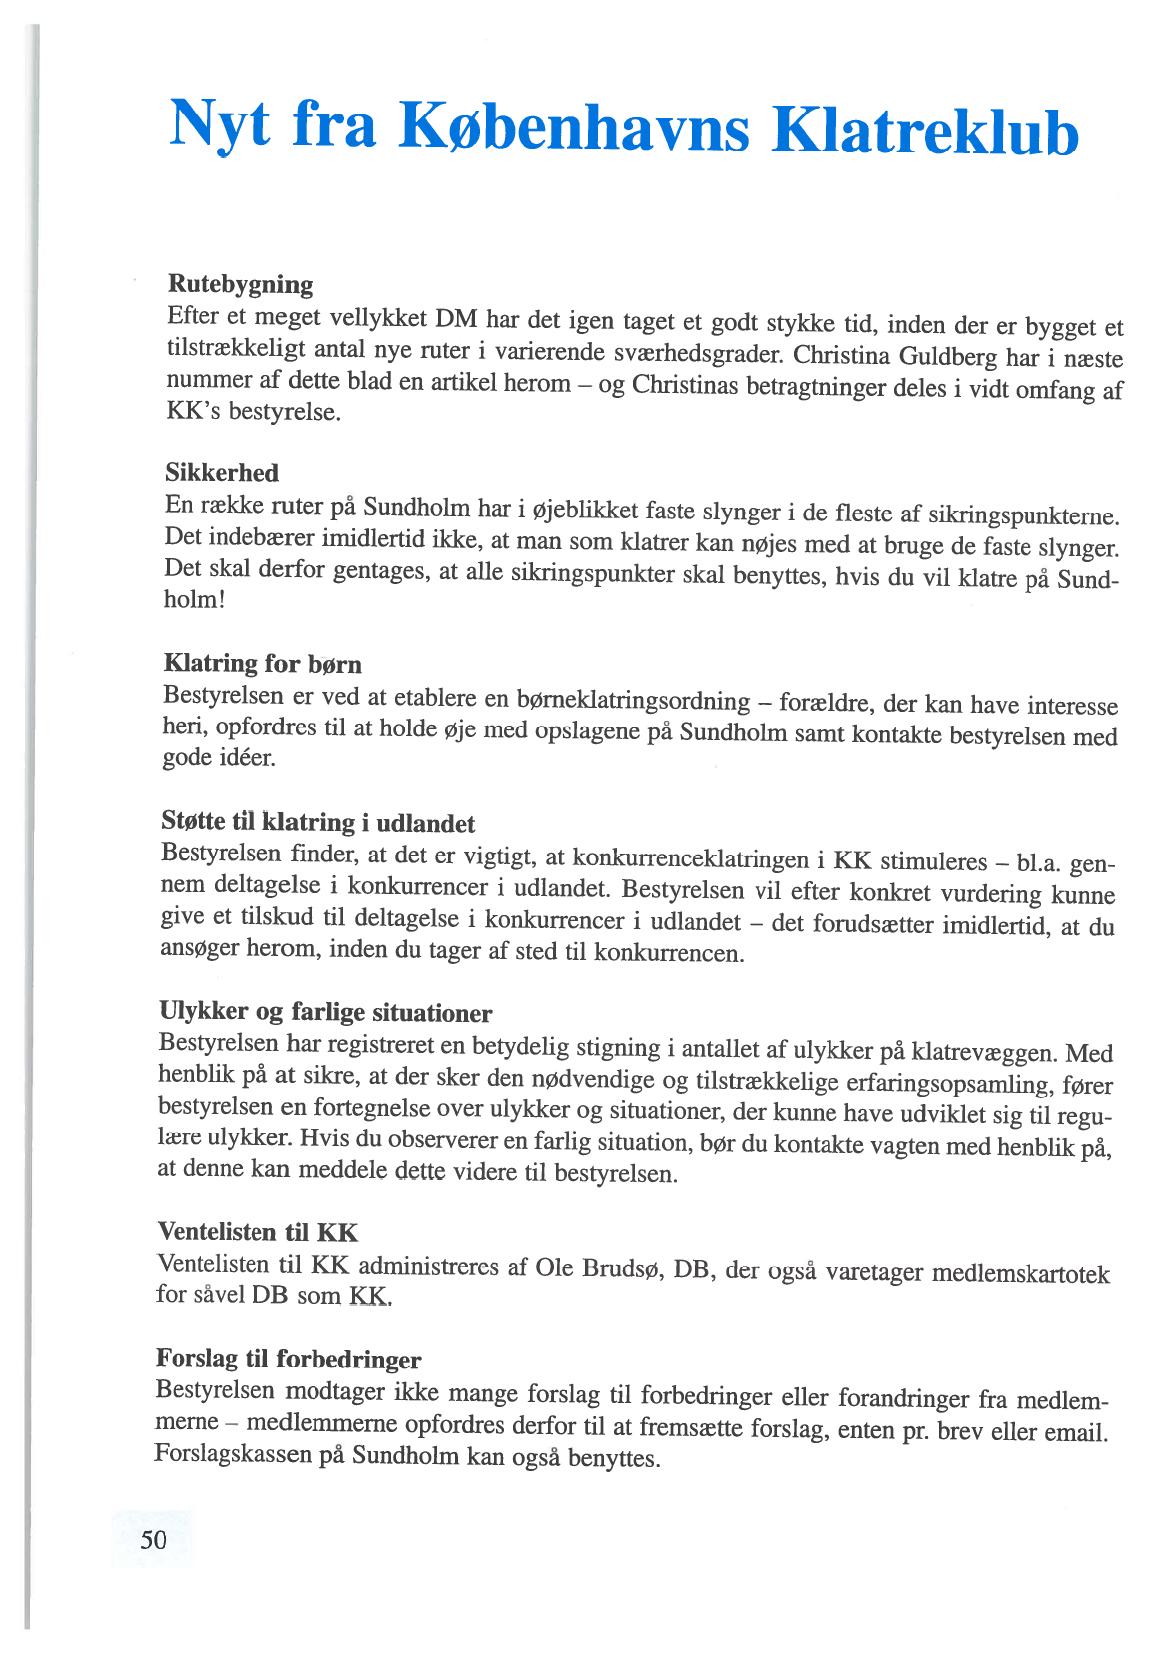 Nyt fra Københavns Klatreklub
Rutebygning
Efter et meget vellykket DM har det igen taget et godt stykke tid, inden der er bygget et
tilstrækkeligt antal nye ruter i varierende sværhedsgrader. Christina Guldberg har i næste
nummer af dette blad en artikel herom – og Christinas betragtninger deles i vidt omfang af
KK's bestyrelse.
Sikkerhed
En række ruter på Sundholm har i øjeblikket faste slynger i de fleste af sikringspunkterne.
Det indebærer imidlertid ikke, at man som klatrer kan nøjes med at bruge de faste slynger.
Det skal derfor gentages, at alle sikringspunkter skal benyttes, hvis du vil klatre på Sund-
holm!
Klatring for børn
Bestyrelsen er ved at etablere en børneklatringsordning – forældre, der kan have interesse
heri, opfordres til at holde øje med opslagene på Sundholm samt kontakte bestyrelsen med
gode idéer.
Støtte til klatring i udlandet
Bestyrelsen finder, at det er vigtigt, at konkurrenceklatringen i KK stimuleres – bl.a. gen-
nem deltagelse i konkurrencer i udlandet. Bestyrelsen vil efter konkret vurdering kunne
give et tilskud til deltagelse i konkurrencer i udlandet – det forudsætter imidlertid, at du
ansøger herom, inden du tager af sted til konkurrencen.
Ulykker og farlige situationer
Bestyrelsen har registreret en betydelig stigning i antallet af ulykker på klatrevæggen. Med
henblik på at sikre, at der sker den nødvendige og tilstrækkelige erfaringsopsamling, fører
bestyrelsen en fortegnelse over ulykker og situationer, der kunne have udviklet sig til regu-
lære ulykker. Hvis du observerer en farlig situation, bør du kontakte vagten med henblik på,
at denne kan meddele dette videre til bestyrelsen.
Ventelisten til KK
Ventelisten til KK administreres af Ole Brudsø, DB, der også varetager medlemskartotek
for såvel DB som KK.
Forslag til forbedringer
Bestyrelsen modtager ikke mange forslag til forbedringer eller forandringer fra medlem-
merne – medlemmerne opfordres derfor til at fremsætte forslag, enten pr. brev eller email.
Forslagskassen på Sundholm kan også benyttes.
50